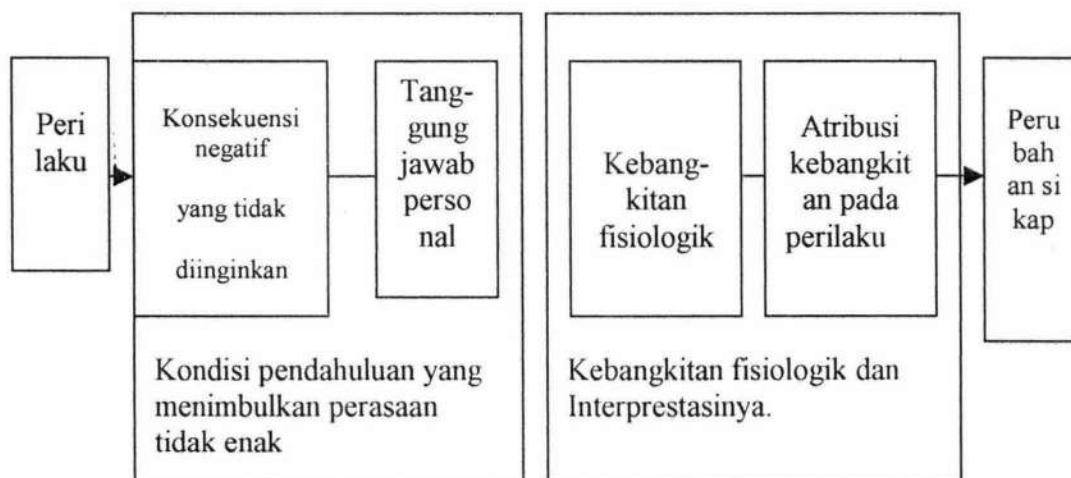 Peri
laku
Konsekuensi
negatif
yang tidak
diinginkan
Tang-
gung
jawab
perso
nal
Kondisi pendahuluan yang
menimbulkan perasaan
tidak enak
Kebang-
kitan
fisiologik
Atribusi
kebangkit
an pada
perilaku
Kebangkitan fisiologik dan
Interprestasinya.
Peru
bah
an si
kap